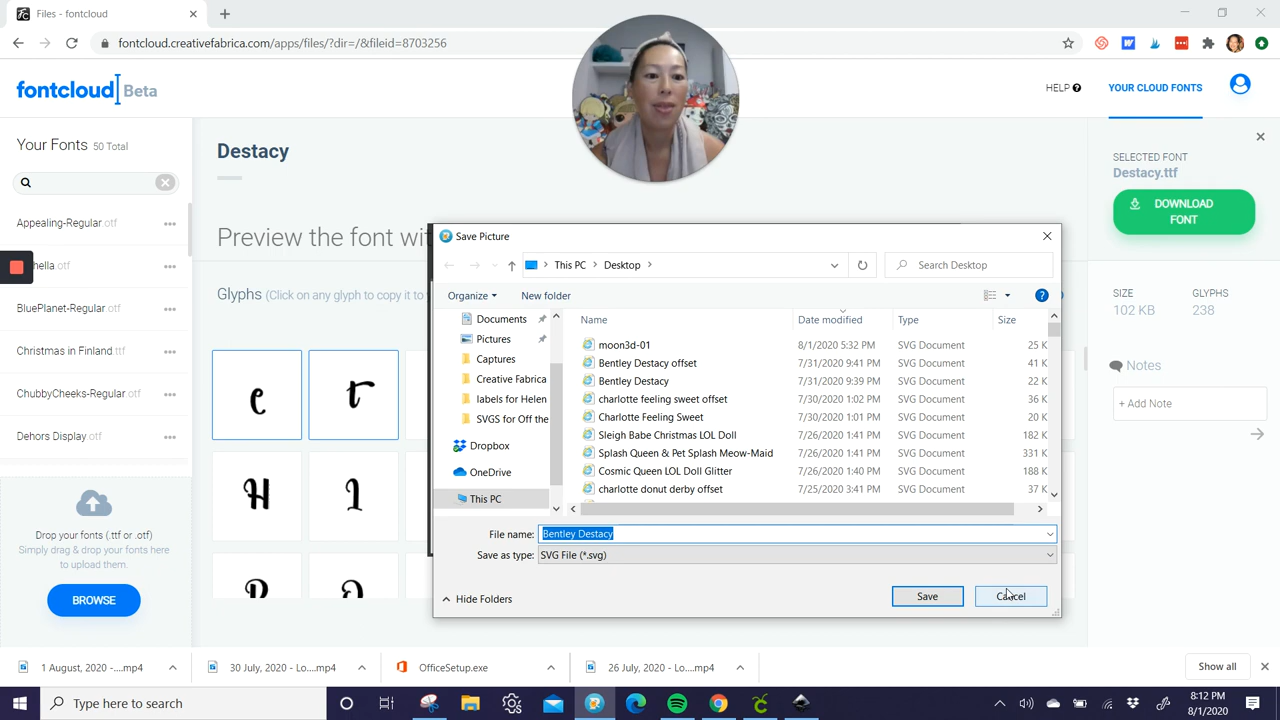 Files - fontcloud
fontcloud.creativefabrica.com/apps/files/?dir=/&fileid=8703256
fontcloud Beta
HELP
YOUR CLOUD FONTS
Your Fonts 50 Total
Appealing-Regular.otf
hella.otf
BluePlanet-Regular.otf
Christmas in Finland.ttf
ChubbyCheeks-Regular.otf
Dehors Display.otf
Drop your fonts (.ttf or .otf)
Simply drag & drop your fonts here
to upload them.
BROWSE
Destacy
Preview the font wit
Glyphs (Click on any glyph to copy it to
e t
H I
P Q
Save Picture
This PC > Desktop >
Search Desktop
Organize
New folder
Documents
Pictures
Captures
Creative Fabrica
labels for Helen
SVGS for Off the
Dropbox
OneDrive
This PC
Name Date modified Type Size
moon3d-01 8/1/2020 5:32 PM SVG Document 25 K
Bentley Destacy offset 7/31/2020 9:41 PM SVG Document 41 K
Bentley Destacy 7/31/2020 9:39 PM SVG Document 22 K
charlotte feeling sweet offset 7/30/2020 1:02 PM SVG Document 36 K
Charlotte Feeling Sweet 7/30/2020 1:01 PM SVG Document 20 K
Sleigh Babe Christmas LOL Doll 7/26/2020 1:41 PM SVG Document 182 K
Splash Queen & Pet Splash Meow-Maid 7/26/2020 1:41 PM SVG Document 331 K
Cosmic Queen LOL Doll Glitter 7/26/2020 1:40 PM SVG Document 188 K
charlotte donut derby offset 7/25/2020 3:41 PM SVG Document 37 K
File name: Bentley Destacy
Save as type: SVG File (*.svg)
Hide Folders
Save
Cancel
SELECTED FONT
Destacy.ttf
DOWNLOAD
FONT
SIZE GLYPHS
102 KB 238
Notes
+ Add Note
1 August, 2020 -....mp4
30 July, 2020 - Lo....mp4
OfficeSetup.exe
26 July, 2020 - Lo....mp4
Show all
Type here to search
8:12 PM
8/1/2020